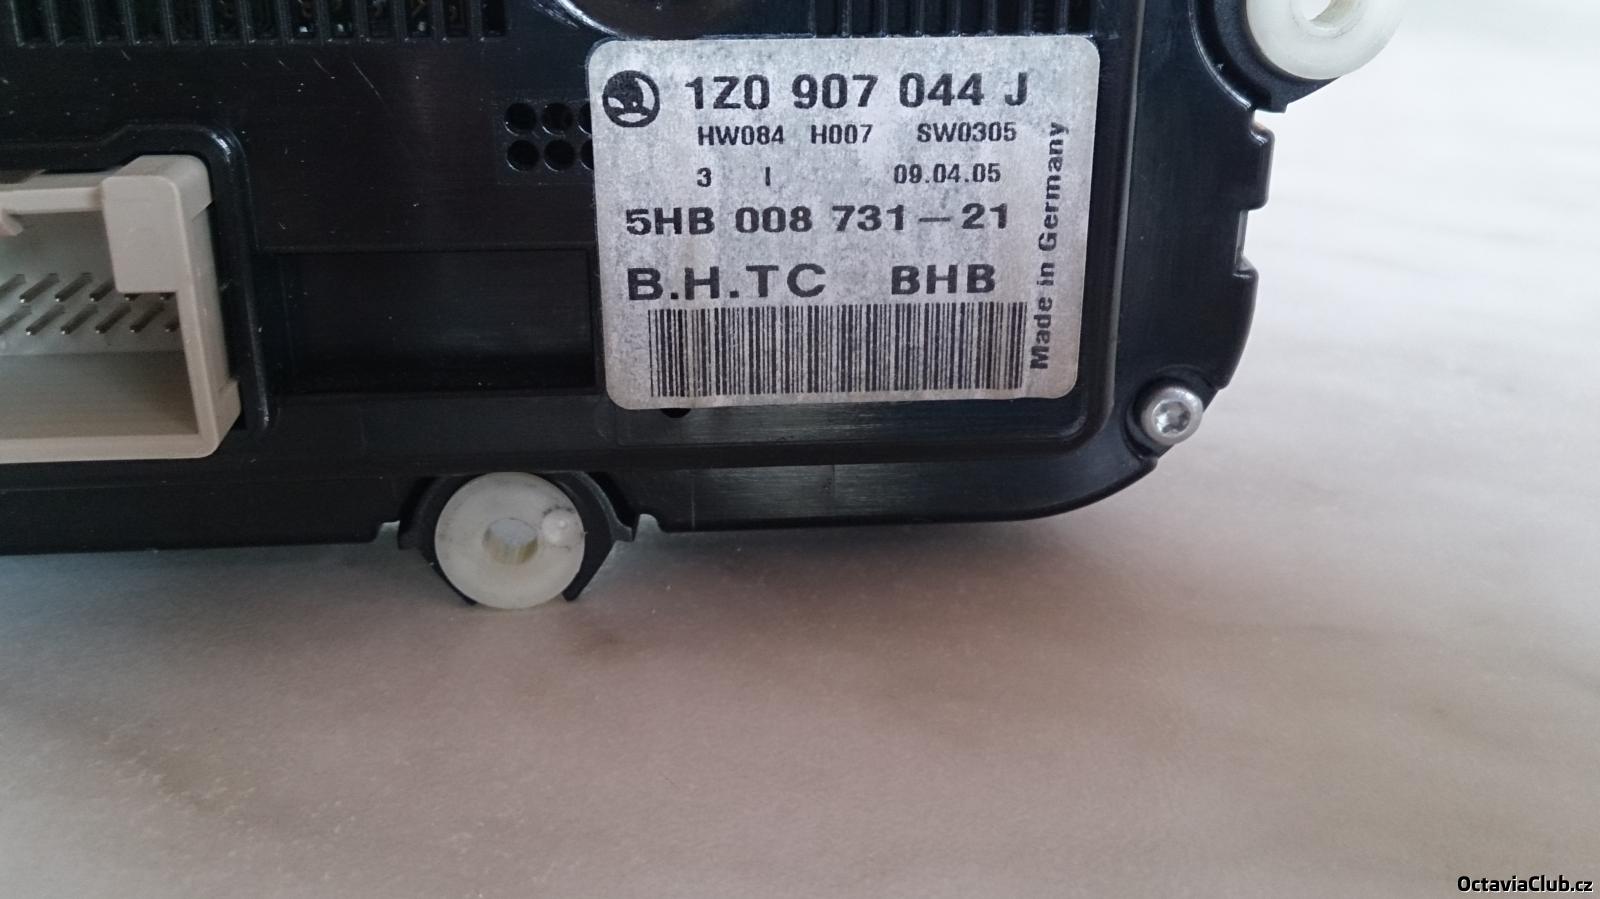 1Z0 907 044 J
HW084 H007 SW0305
3 I 09.04.05
5HB 008 731-21
B.H.TC BHB
Made in Germany
OctaviaClub.cz